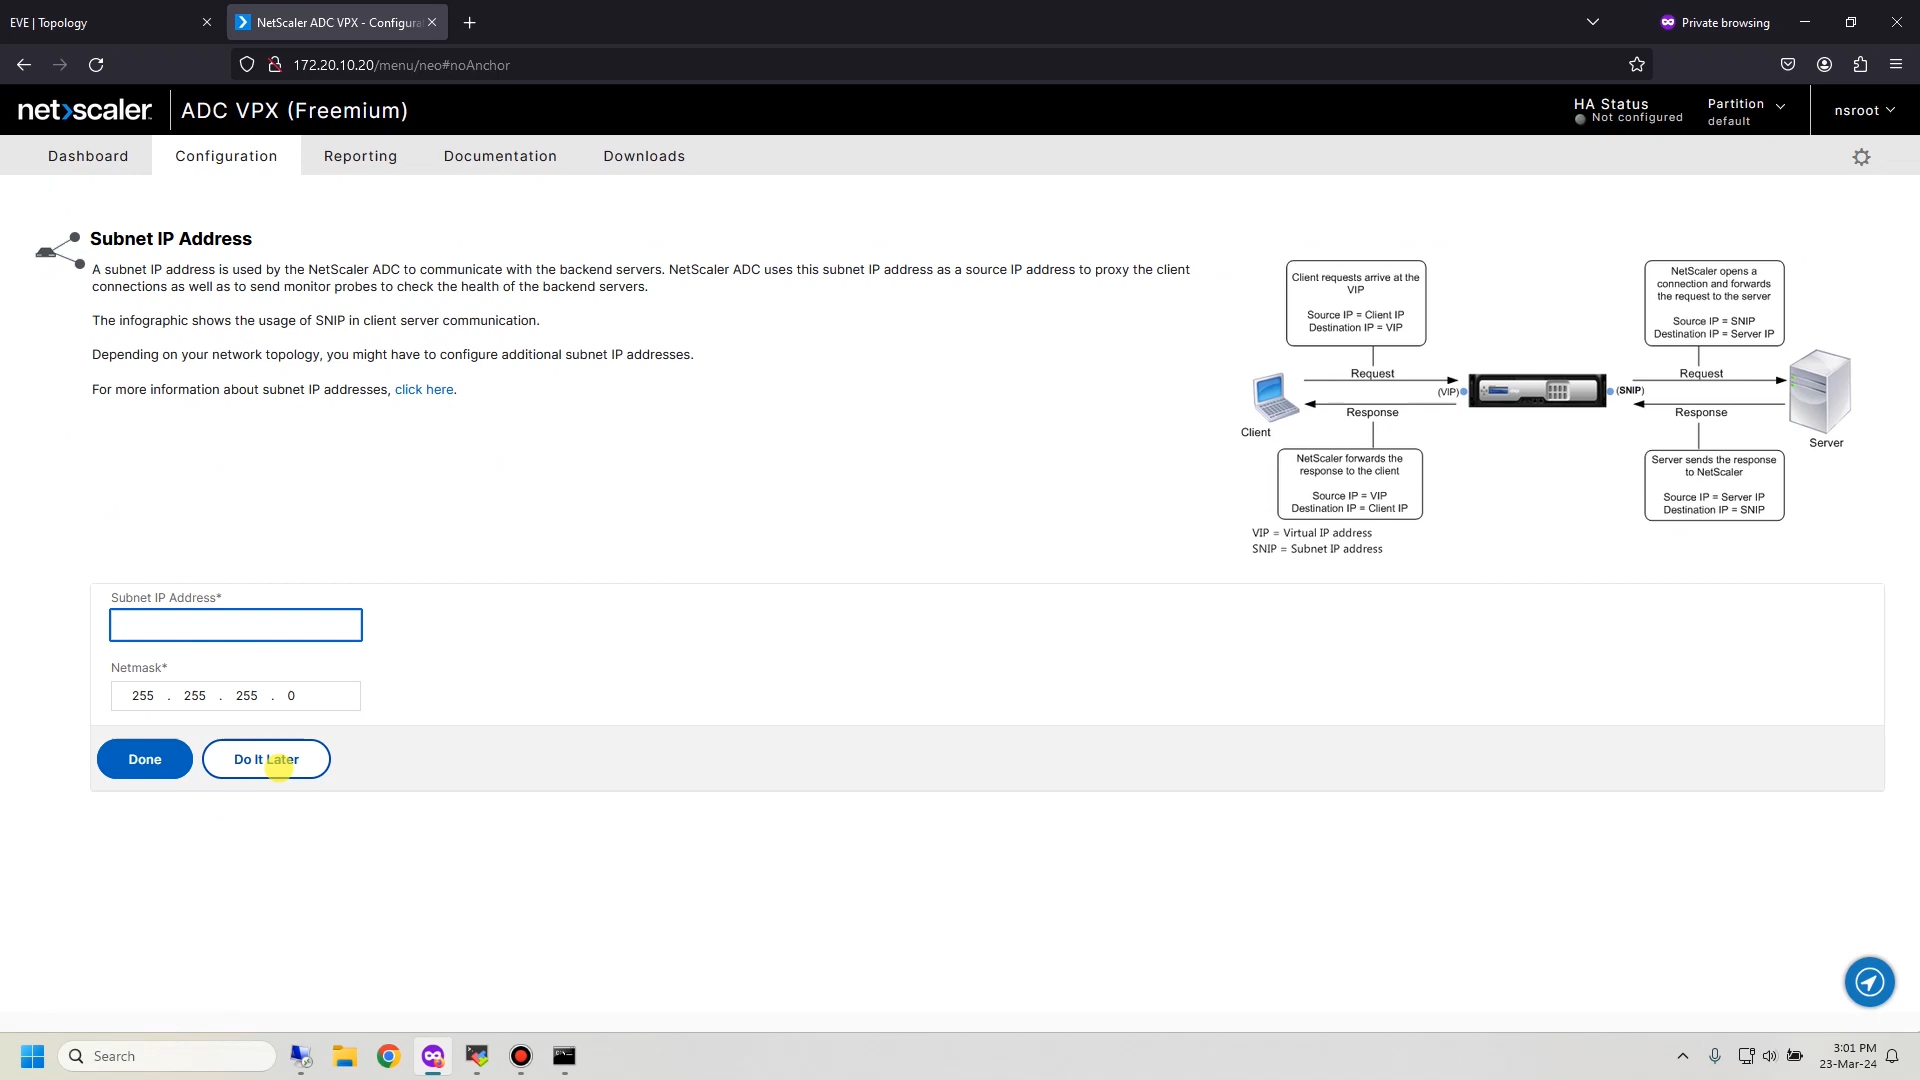 EVE | Topology
NetScaler ADC VPX - Configura
Private browsing
172.20.10.20/menu/neo#noAnchor
netscaler
ADC VPX (Freemium)
HA Status
Not configured
Partition
default
nsroot
Dashboard
Configuration
Reporting
Documentation
Downloads
Subnet IP Address
A subnet IP address is used by the NetScaler ADC to communicate with the backend servers. NetScaler ADC uses this subnet IP address as a source IP address to proxy the client
connections as well as to send monitor probes to check the health of the backend servers.
The infographic shows the usage of SNIP in client server communication.
Depending on your network topology, you might have to configure additional subnet IP addresses.
For more information about subnet IP addresses, click here.
Client requests arrive at the
VIP
Source IP = Client IP
Destination IP = VIP
NetScaler opens a
connection and forwards
the request to the server
Source IP = SNIP
Destination IP = Server IP
Request
Request
(VIP)
(SNIP)
Response
Response
Client
Server
NetScaler forwards the
response to the client
Source IP = VIP
Destination IP = Client IP
Server sends the response
to NetScaler
Source IP = Server IP
Destination IP = SNIP
VIP = Virtual IP address
SNIP = Subnet IP address
Subnet IP Address*
Netmask*
255 . 255 . 255 . 0
Done
Do It Later
Search
3:01 PM
23-Mar-24